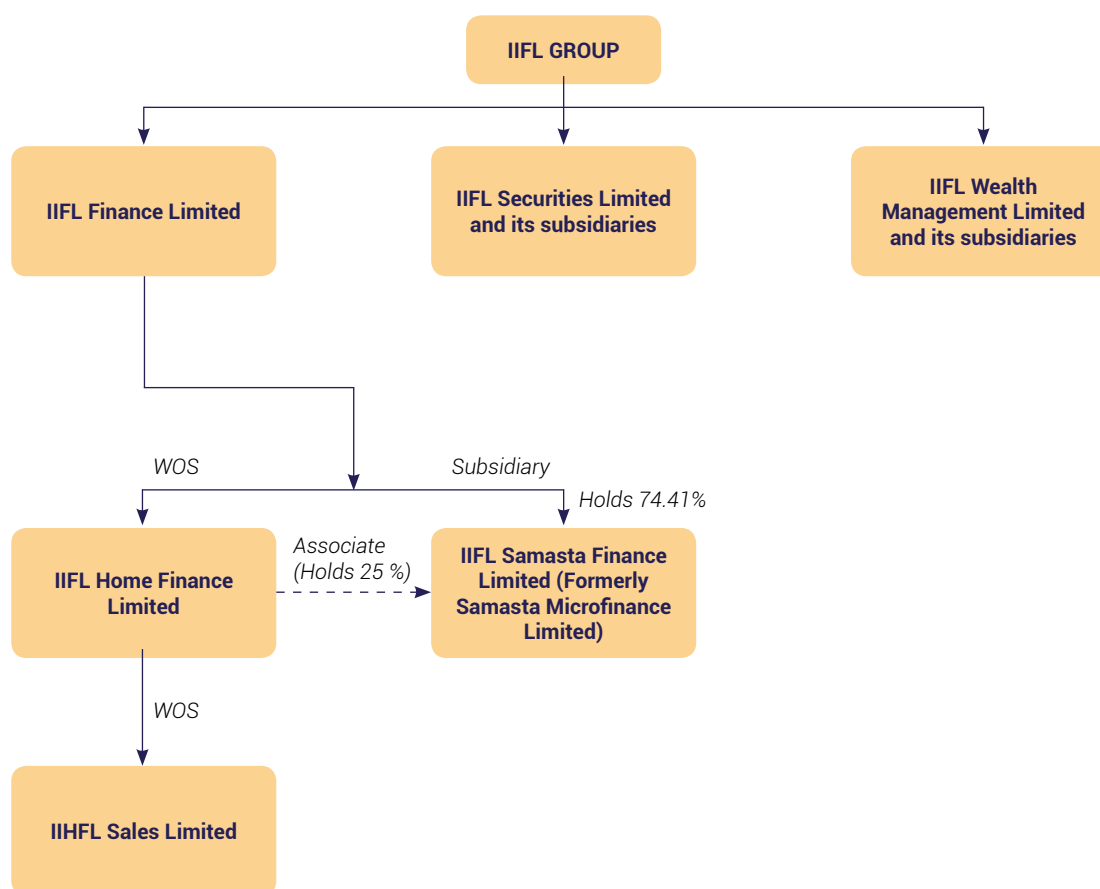 IIFL GROUP
IIFL Finance Limited
IIFL Securities Limited
and its subsidiaries
IIFL Wealth
Management Limited
and its subsidiaries
WOS
Subsidiary
Holds 74.41%
IIFL Home Finance
Limited
Associate
(Holds 25 %)
IIFL Samasta Finance
Limited (Formerly
Samasta Microfinance
Limited)
WOS
IIHFL Sales Limited